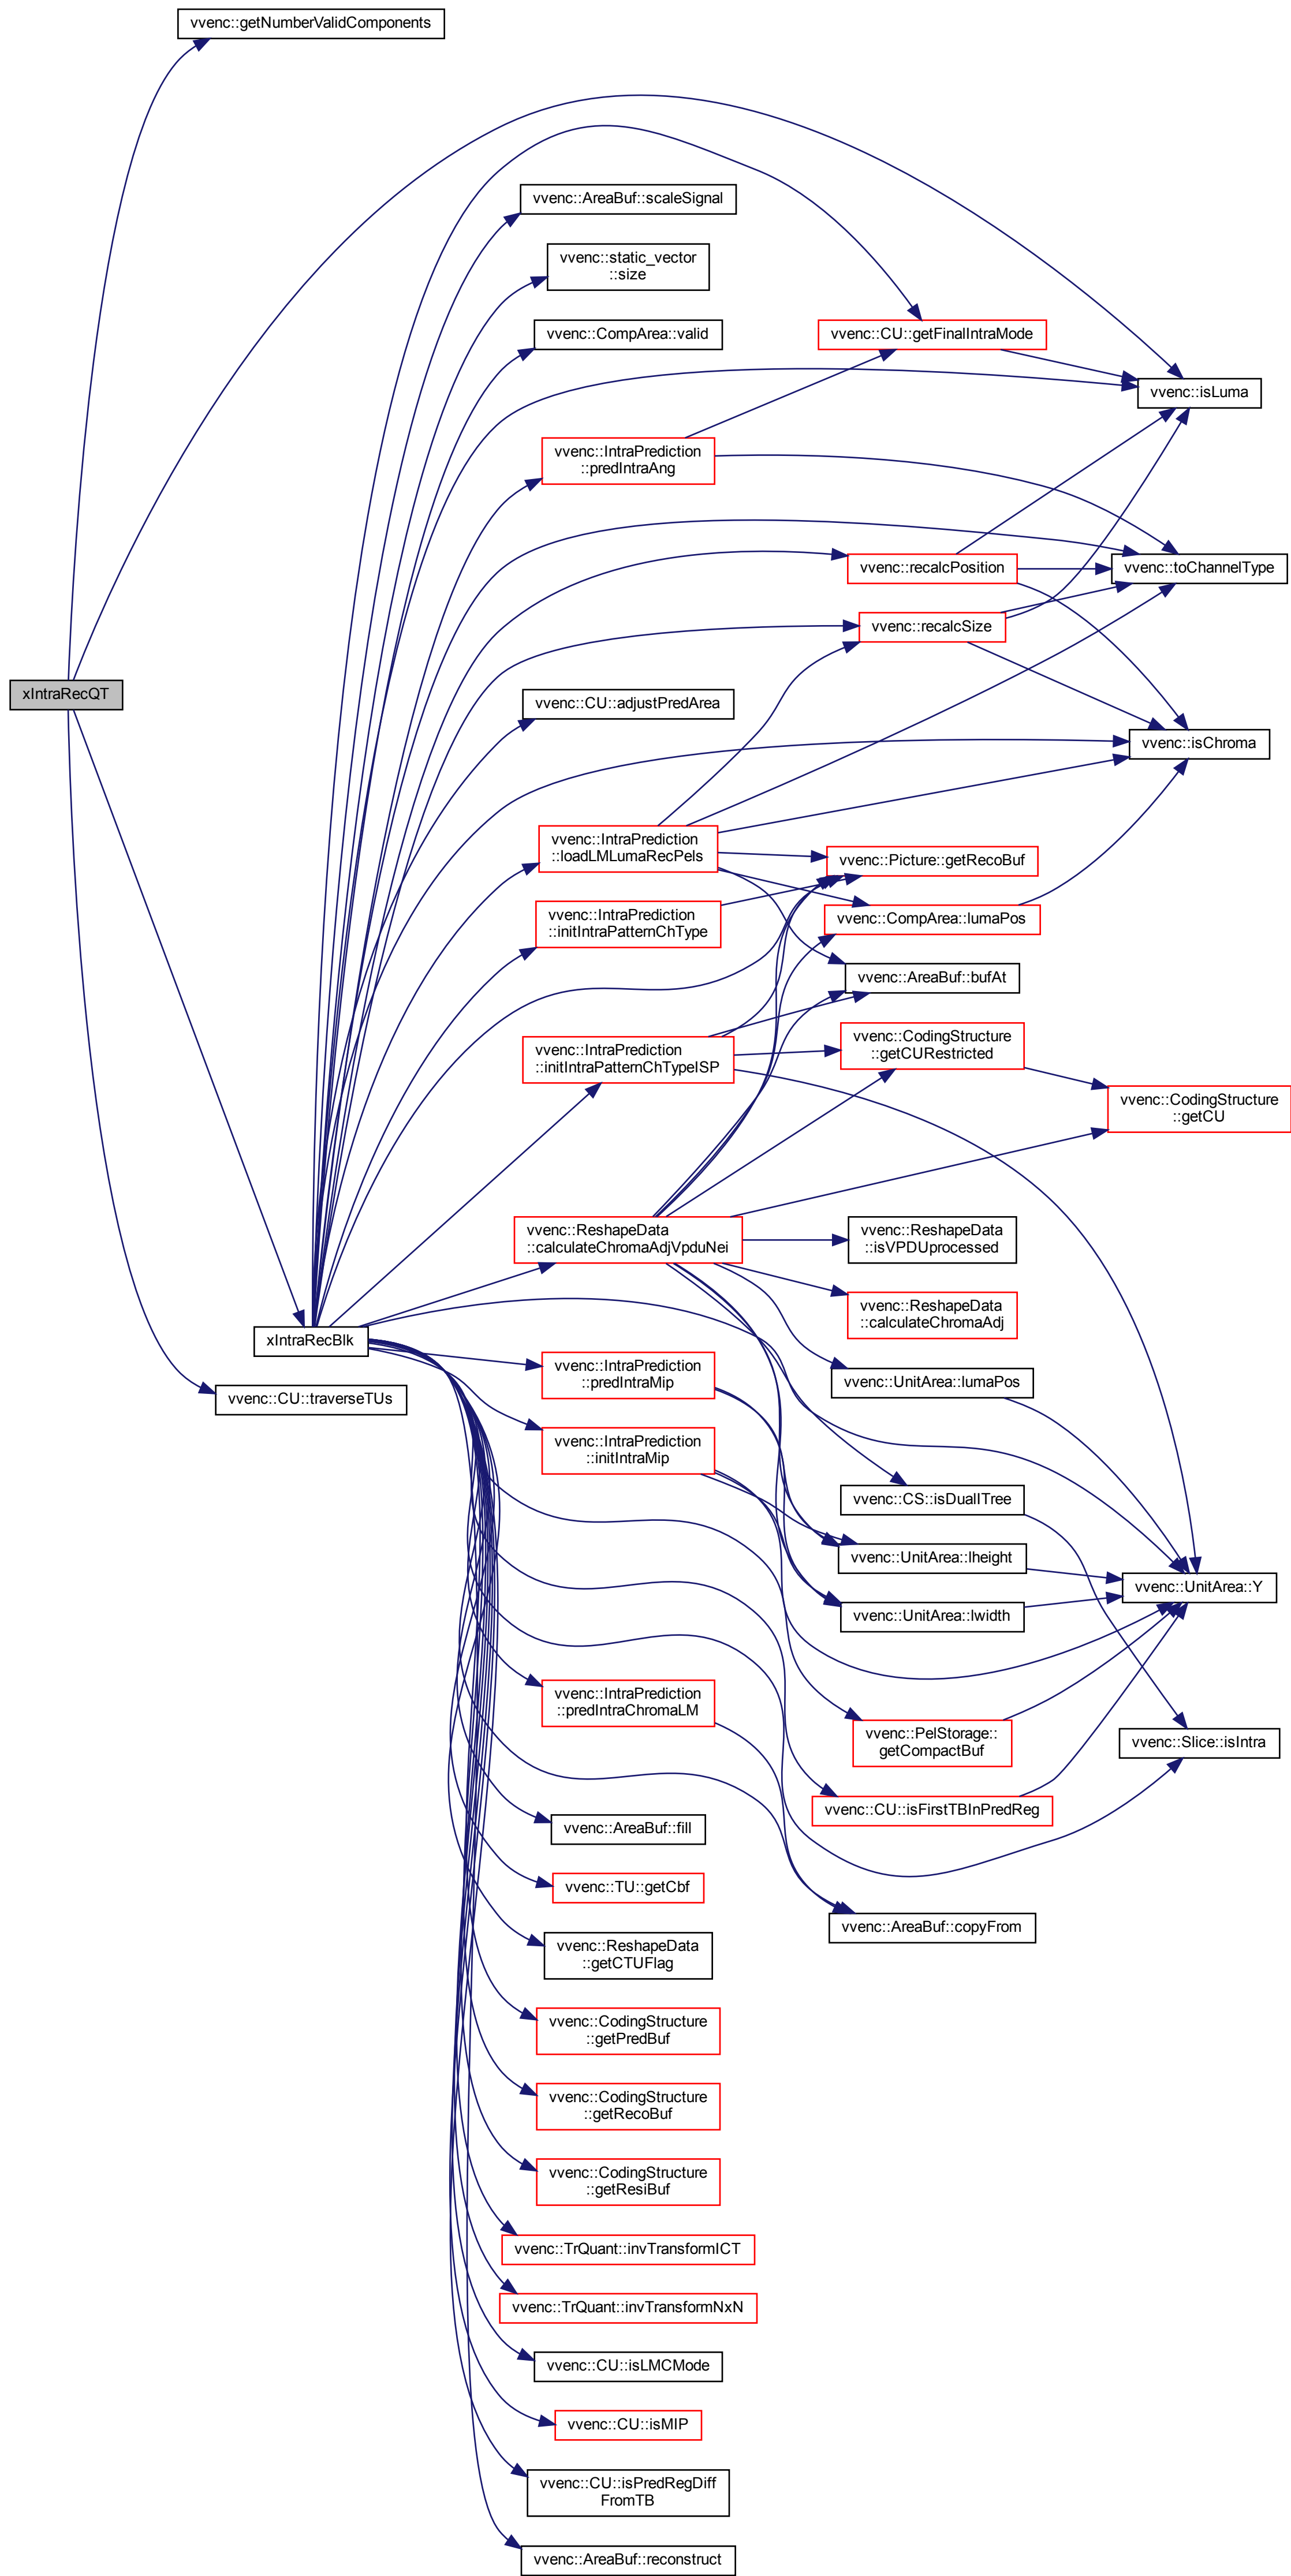 vvenc::getNumberValidComponents
vvenc::AreaBuf::scaleSignal
vvenc::static_vector
::size
vvenc::CompArea::valid
vvenc::CU::getFinalIntraMode
vvenc::isLuma
vvenc::IntraPrediction
::predIntraAng
vvenc::recalcPosition
vvenc::toChannelType
vvenc::recalcSize
xIntraRecQT
vvenc::CU::adjustPredArea
vvenc::isChroma
vvenc::IntraPrediction
::loadLMLumaRecPels
vvenc::Picture::getRecoBuf
vvenc::IntraPrediction
::initIntraPatternChType
vvenc::CompArea::lumaPos
vvenc::AreaBuf::bufAt
vvenc::IntraPrediction
::initIntraPatternChTypeISP
vvenc::CodingStructure
::getCURestricted
vvenc::CodingStructure
::getCU
vvenc::ReshapeData
::calculateChromaAdjVpduNei
vvenc::ReshapeData
::isVPDUprocessed
vvenc::ReshapeData
::calculateChromaAdj
xIntraRecBlk
vvenc::IntraPrediction
::predIntraMip
vvenc::UnitArea::lumaPos
vvenc::CU::traverseTUs
vvenc::IntraPrediction
::initIntraMip
vvenc::CS::isDualITree
vvenc::UnitArea::lheight
vvenc::UnitArea::Y
vvenc::UnitArea::lwidth
vvenc::IntraPrediction
::predIntraChromaLM
vvenc::PelStorage::
getCompactBuf
vvenc::Slice::isIntra
vvenc::CU::isFirstTBInPredReg
vvenc::AreaBuf::fill
vvenc::TU::getCbf
vvenc::AreaBuf::copyFrom
vvenc::ReshapeData
::getCTUFlag
vvenc::CodingStructure
::getPredBuf
vvenc::CodingStructure
::getRecoBuf
vvenc::CodingStructure
::getResiBuf
vvenc::TrQuant::invTransformICT
vvenc::TrQuant::invTransformNxN
vvenc::CU::isLMCMode
vvenc::CU::isMIP
vvenc::CU::isPredRegDiff
FromTB
vvenc::AreaBuf::reconstruct